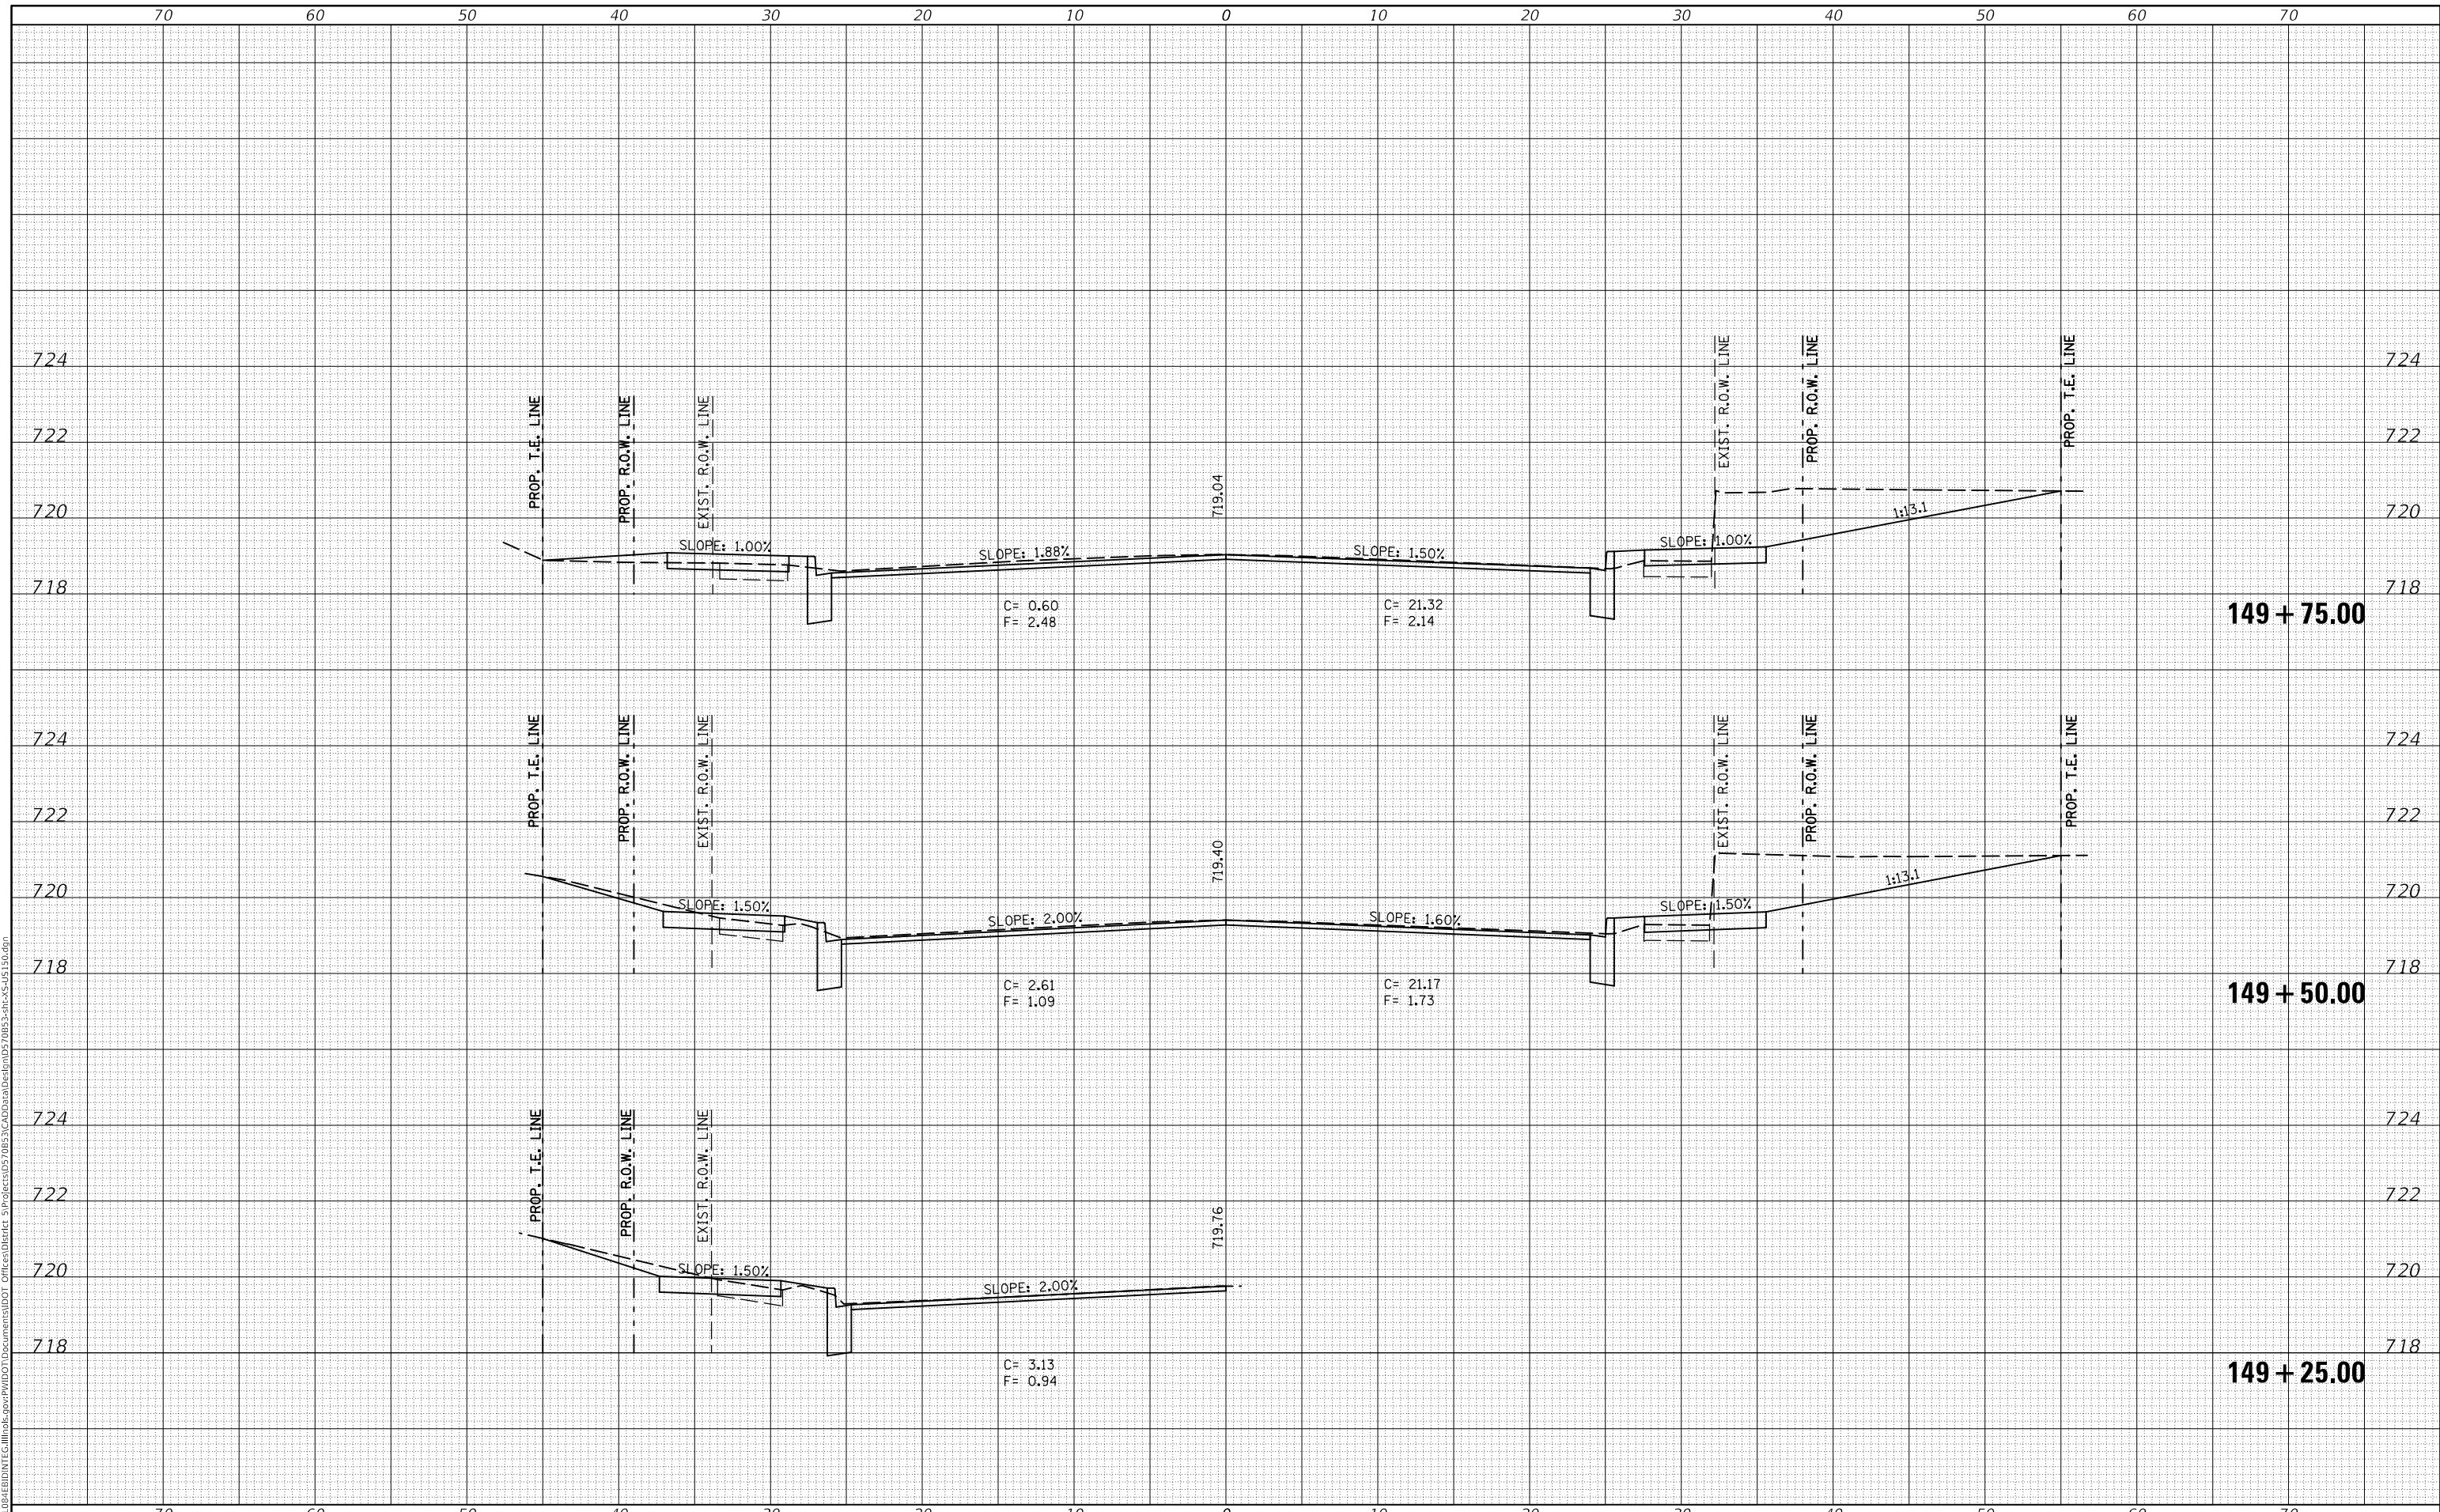 70 60 50 40 30 20 10 0 10 20 30 40 50 60 70
724 724
722 722
720 720
718 718
PROP. T.E. LINE
PROP. R.O.W. LINE
EXIST. R.O.W. LINE
719.04
EXIST. R.O.W. LINE
PROP. R.O.W. LINE
PROP. T.E. LINE
SLOPE: 1.00%
SLOPE: 1.88%
SLOPE: 1.50%
SLOPE: 1.00%
1:13.1
C= 0.60
F= 2.48
C= 21.32
F= 2.14
149+75.00
724 724
722 722
720 720
718 718
PROP. T.E. LINE
PROP. R.O.W. LINE
EXIST. R.O.W. LINE
719.40
EXIST. R.O.W. LINE
PROP. R.O.W. LINE
PROP. T.E. LINE
SLOPE: 1.50%
SLOPE: 2.00%
SLOPE: 1.60%
SLOPE: 1.50%
1:13.1
C= 2.61
F= 1.09
C= 21.17
F= 1.73
149+50.00
724 724
722 722
720 720
718 718
PROP. T.E. LINE
PROP. R.O.W. LINE
EXIST. R.O.W. LINE
719.76
SLOPE: 1.50%
SLOPE: 2.00%
C= 3.13
F= 0.94
149+25.00